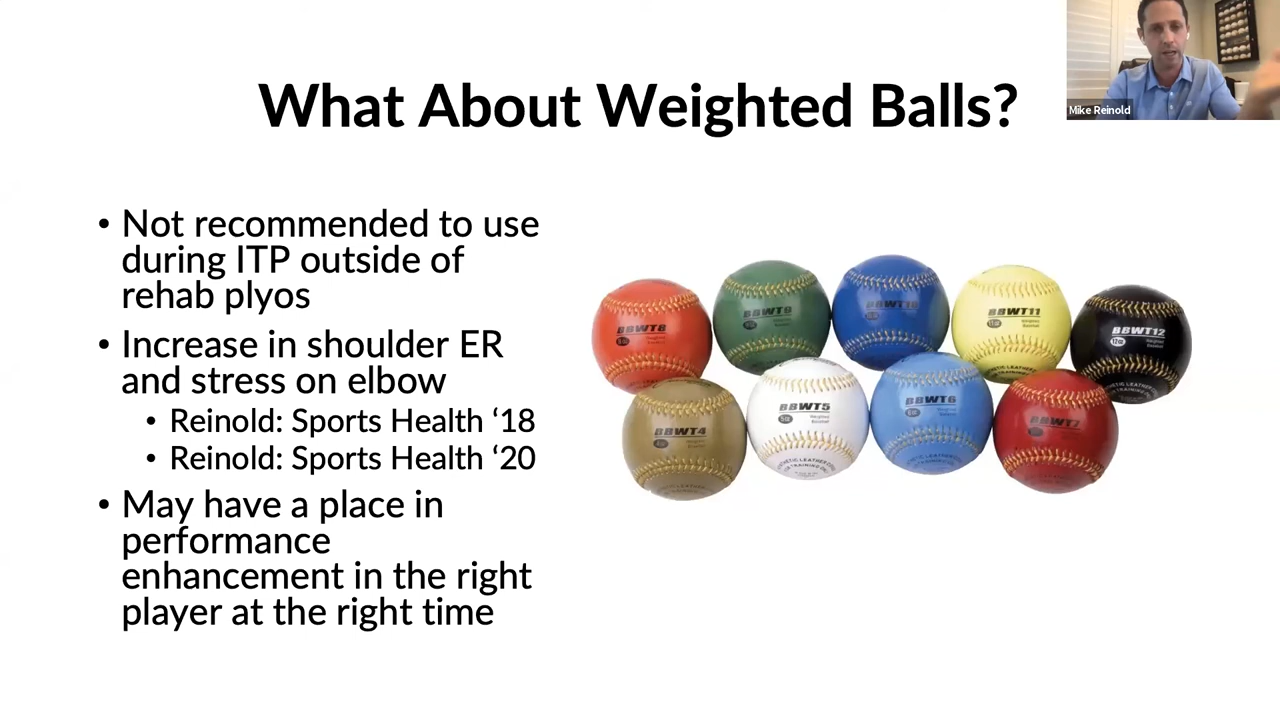 What About Weighted Balls?
Mike Reinold
• Not recommended to use
during ITP outside of
rehab plyos
• Increase in shoulder ER
and stress on elbow
• Reinold: Sports Health ‘18
• Reinold: Sports Health ‘20
• May have a place in
performance
enhancement in the right
player at the right time
BBWT8
BBWT9
BBWT10
BBWT11
BBWT12
BBWT4
BBWT5
BBWT6
BBWT7